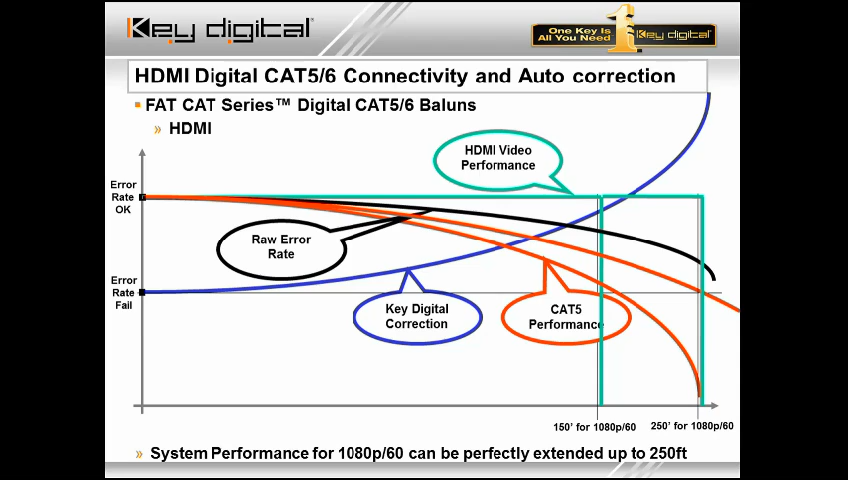 Key digital®
One Key Is
All You Need
1
Key digital
HDMI Digital CAT5/6 Connectivity and Auto correction
FAT CAT Series™ Digital CAT5/6 Baluns
» HDMI
HDMI Video
Performance
Error
Rate
OK
Raw Error
Rate
Error
Rate
Fail
Key Digital
Correction
CAT5
Performance
150’ for 1080p/60
250’ for 1080p/60
» System Performance for 1080p/60 can be perfectly extended up to 250ft